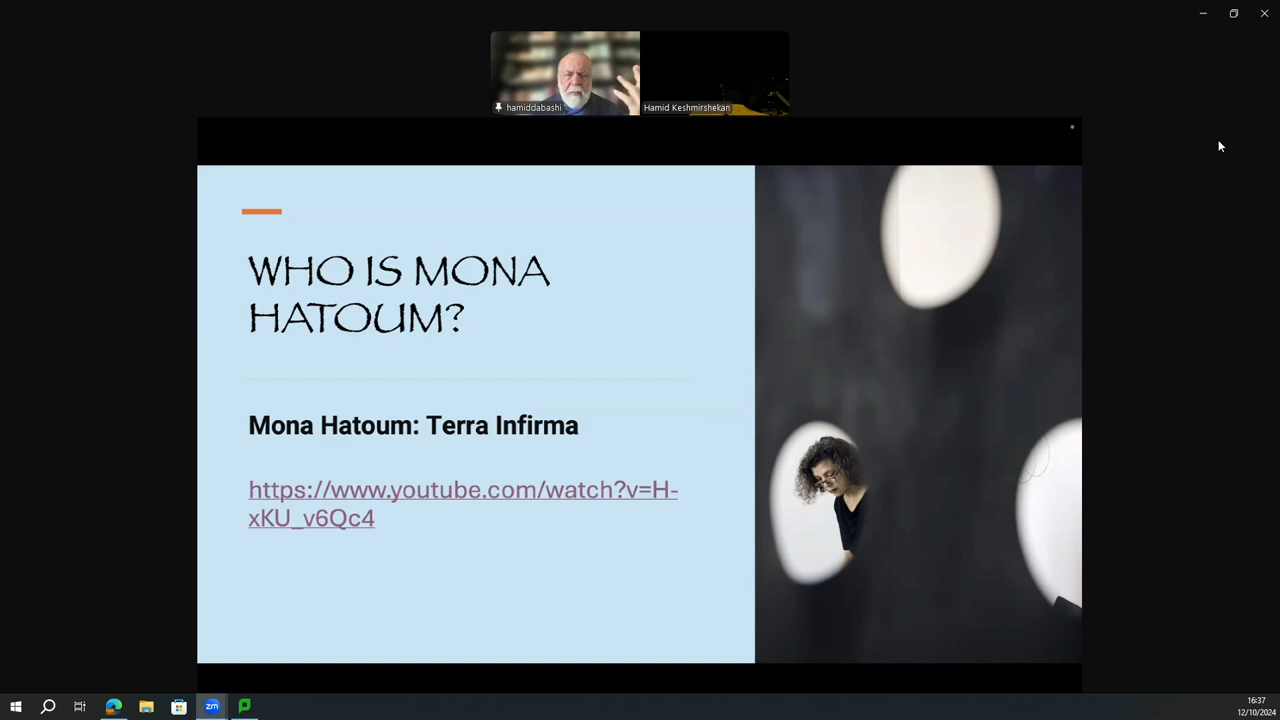 hamiddabashi
Hamid Keshmirshekan
WHO IS MONA
HATOUM?
Mona Hatoum: Terra Infirma
https://www.youtube.com/watch?v=H-
xKU_v6Qc4
zm
16:37
12/10/2024